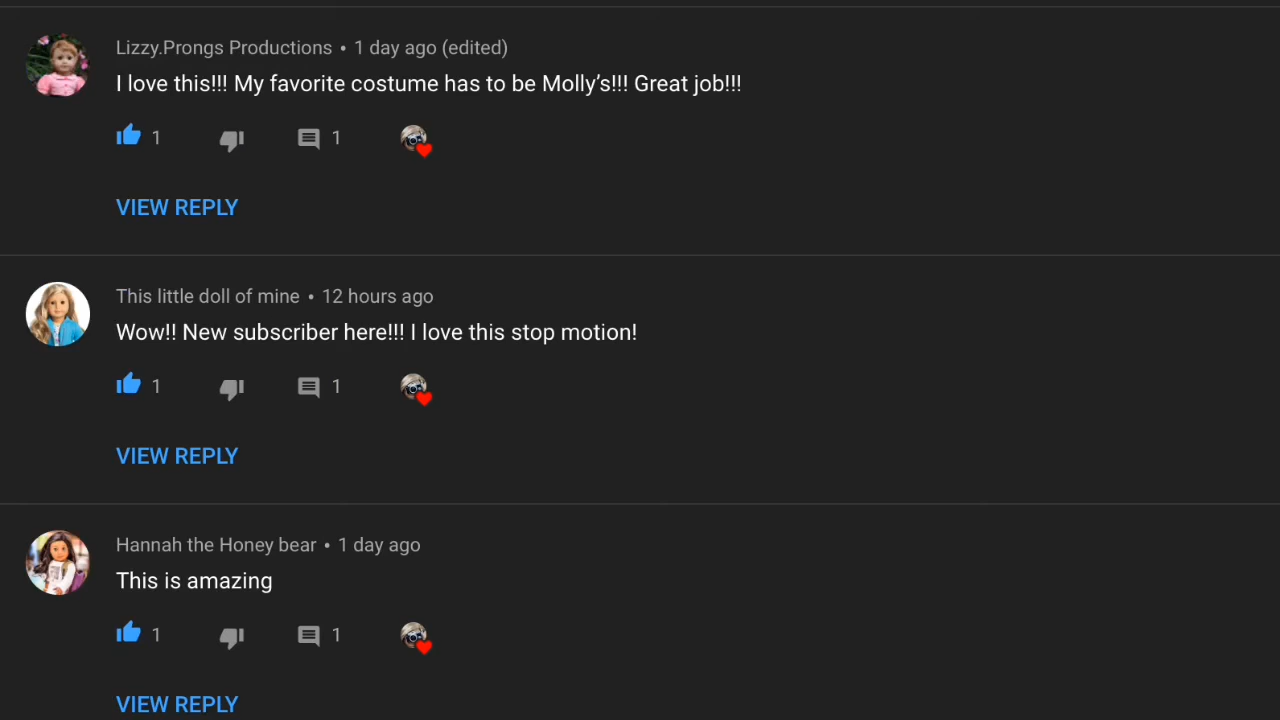 Lizzy.Prongs Productions • 1 day ago (edited)
I love this!!! My favorite costume has to be Molly’s!!! Great job!!!
1 1
VIEW REPLY
This little doll of mine • 12 hours ago
Wow!! New subscriber here!!! I love this stop motion!
1 1
VIEW REPLY
Hannah the Honey bear • 1 day ago
This is amazing
1 1
VIEW REPLY